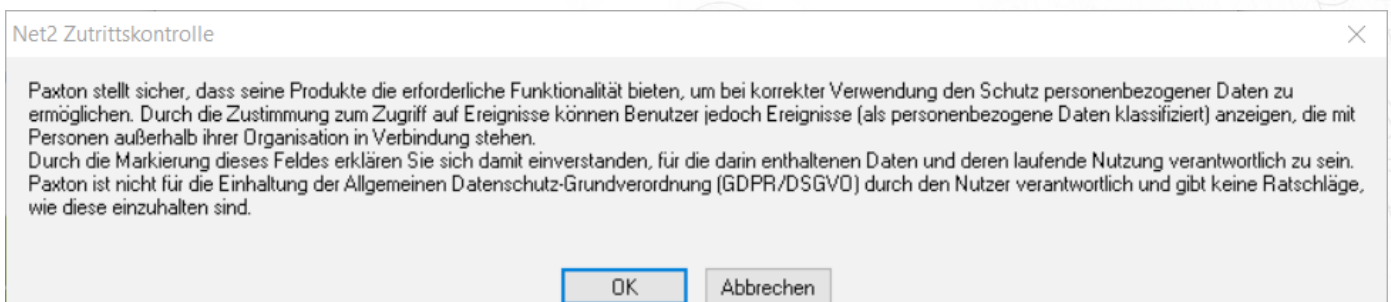 Net2 Zutrittskontrolle
Paxton stellt sicher, dass seine Produkte die erforderliche Funktionalität bieten, um bei korrekter Verwendung den Schutz personenbezogener Daten zu
ermöglichen. Durch die Zustimmung zum Zugriff auf Ereignisse können Benutzer jedoch Ereignisse (als personenbezogene Daten klassifiziert) anzeigen, die mit
Personen außerhalb ihrer Organisation in Verbindung stehen.
Durch die Markierung dieses Feldes erklären Sie sich damit einverstanden, für die darin enthaltenen Daten und deren laufende Nutzung verantwortlich zu sein.
Paxton ist nicht für die Einhaltung der Allgemeinen Datenschutz-Grundverordnung (GDPR/DSGVO) durch den Nutzer verantwortlich und gibt keine Ratschläge,
wie diese einzuhalten sind.
OK
Abbrechen